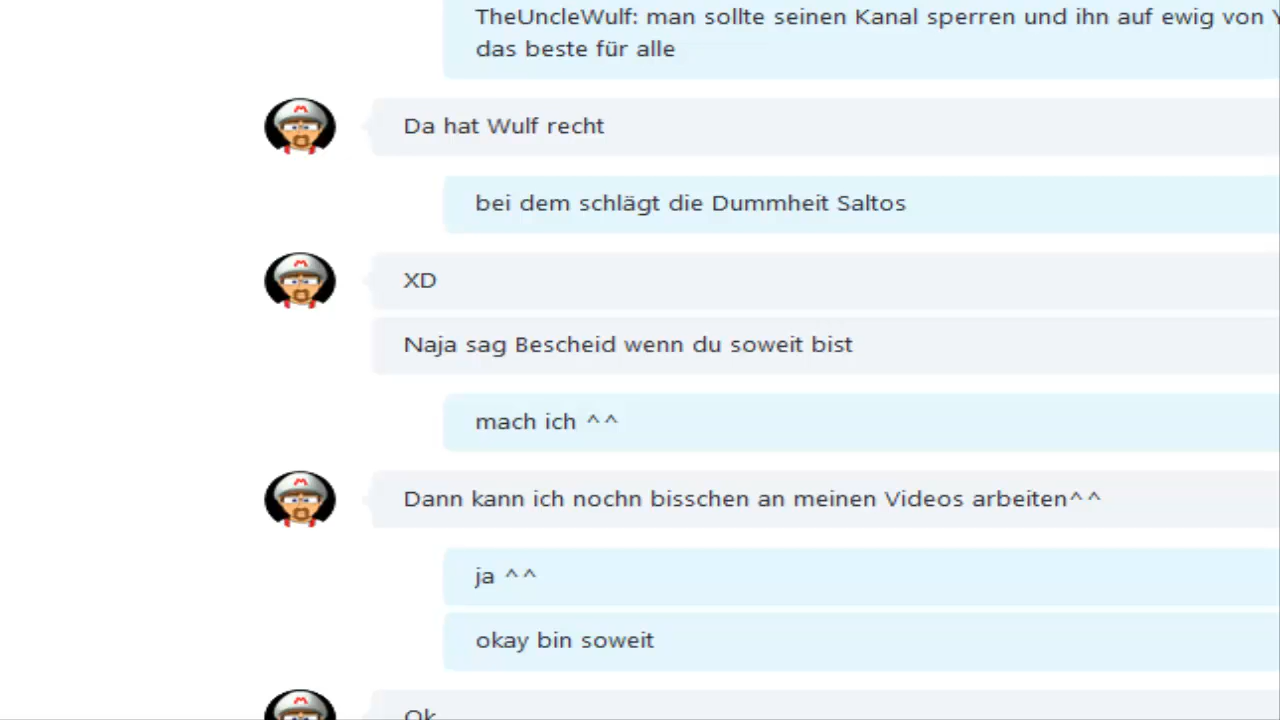 TheUncleWulf: man sollte seinen Kanal sperren und ihn auf ewig von
das beste für alle
Da hat Wulf recht
bei dem schlägt die Dummheit Saltos
XD
Naja sag Bescheid wenn du soweit bist
mach ich ^^
Dann kann ich nochn bisschen an meinen Videos arbeiten^^
ja ^^
okay bin soweit
Ok